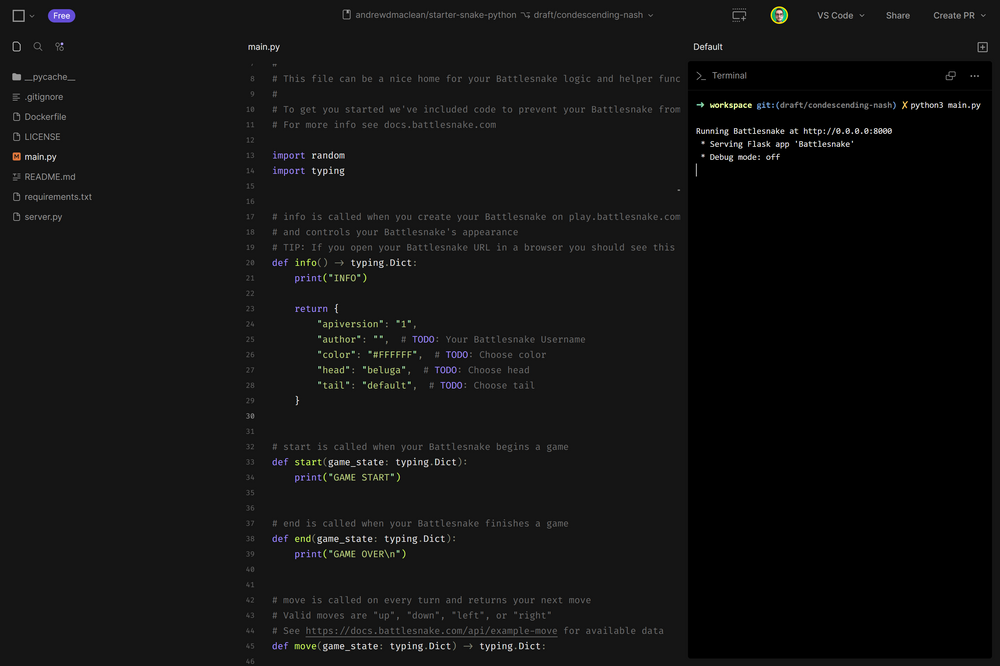 Free
andrewdmaclean/starter-snake-python draft/condescending-nash
VS Code
Share
Create PR
__pycache__
.gitignore
Dockerfile
LICENSE
main.py
README.md
requirements.txt
server.py
main.py
8 # This file can be a nice home for your Battlesnake logic and helper func
9 #
10 # To get you started we've included code to prevent your Battlesnake from
11 # For more info see docs.battlesnake.com
12
13 import random
14 import typing
15
16
17 # info is called when you create your Battlesnake on play.battlesnake.com
18 # and controls your Battlesnake's appearance
19 # TIP: If you open your Battlesnake URL in a browser you should see this
20 def info() -> typing.Dict:
21 print("INFO")
22
23 return {
24 "apiversion": "1",
25 "author": "", # TODO: Your Battlesnake Username
26 "color": "#FFFFFF", # TODO: Choose color
27 "head": "beluga", # TODO: Choose head
28 "tail": "default", # TODO: Choose tail
29 }
30
31
32 # start is called when your Battlesnake begins a game
33 def start(game_state: typing.Dict):
34 print("GAME START")
35
36
37 # end is called when your Battlesnake finishes a game
38 def end(game_state: typing.Dict):
39 print("GAME OVER\n")
40
41
42 # move is called on every turn and returns your next move
43 # Valid moves are "up", "down", "left", or "right"
44 # See https://docs.battlesnake.com/api/example-move for available data
45 def move(game_state: typing.Dict) -> typing.Dict:
46
Default
Terminal
→ workspace git:(draft/condescending-nash) ✗ python3 main.py
Running Battlesnake at http://0.0.0.0:8000
* Serving Flask app 'Battlesnake'
* Debug mode: off